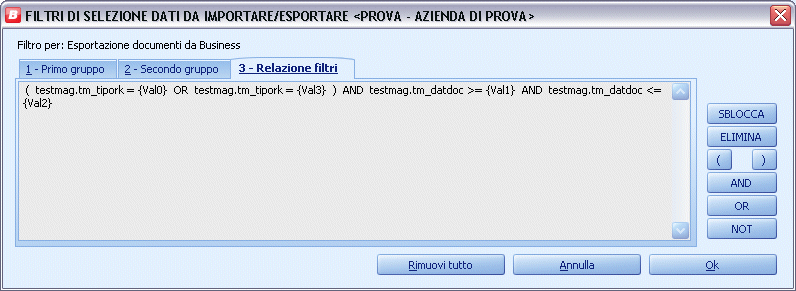 B FILTRI DI SELEZIONE DATI DA IMPORTARE/ESPORTARE <PROVA - AZIENDA DI PROVA>
Filtro per: Esportazione documenti da Business
1 - Primo gruppo 2 - Secondo gruppo 3 - Relazione filtri
( testmag.tm_tipork = {Val0} OR testmag.tm_tipork = {Val3} ) AND testmag.tm_datdoc >= {Val1} AND testmag.tm_datdoc <=
{Val2}
SBLOCCA
ELIMINA
( )
AND
OR
NOT
Rimuovi tutto Annulla Ok